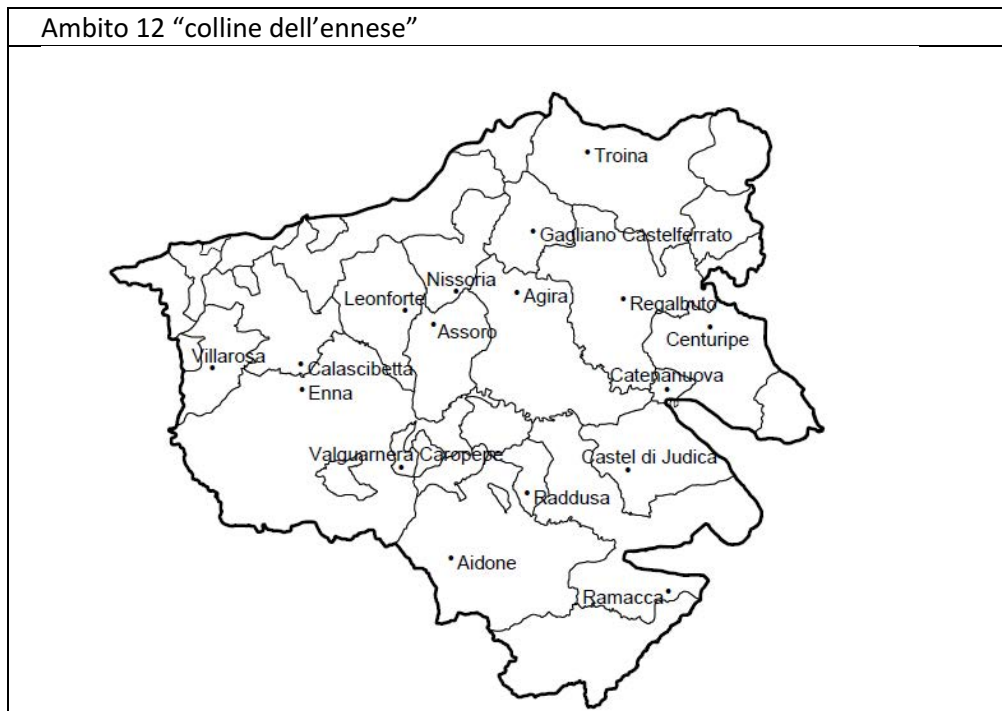 Ambito 12 “colline dell’ennese”
Troina
Gagliano Castelferrato
Nissoria
Agira
Regalbuto
Leonforte
Assoro
Centuripe
Villarosa
Calascibetta
Catenanuova
Enna
Valguarnera Caropepe
Castel di Judica
Raddusa
Aidone
Ramacca